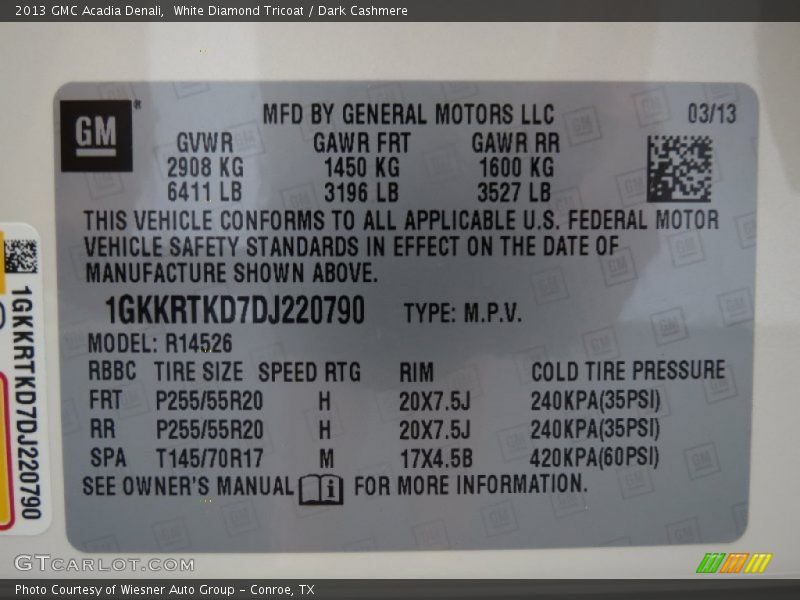 2013 GMC Acadia Denali, White Diamond Tricoat / Dark Cashmere
GM
MFD BY GENERAL MOTORS LLC 03/13
GVWR GAWR FRT GAWR RR
2908 KG 1450 KG 1600 KG
6411 LB 3196 LB 3527 LB
THIS VEHICLE CONFORMS TO ALL APPLICABLE U.S. FEDERAL MOTOR
VEHICLE SAFETY STANDARDS IN EFFECT ON THE DATE OF
MANUFACTURE SHOWN ABOVE.
1GKKRTKD7DJ220790 TYPE: M.P.V.
MODEL: R14526
RBBC TIRE SIZE SPEED RTG RIM COLD TIRE PRESSURE
FRT P255/55R20 H 20X7.5J 240KPA(35PSI)
RR P255/55R20 H 20X7.5J 240KPA(35PSI)
SPA T145/70R17 M 17X4.5B 420KPA(60PSI)
SEE OWNER'S MANUAL i FOR MORE INFORMATION.
1GKKRTKD7DJ220790
GTCARLOT.COM
Photo Courtesy of Wiesner Auto Group - Conroe, TX